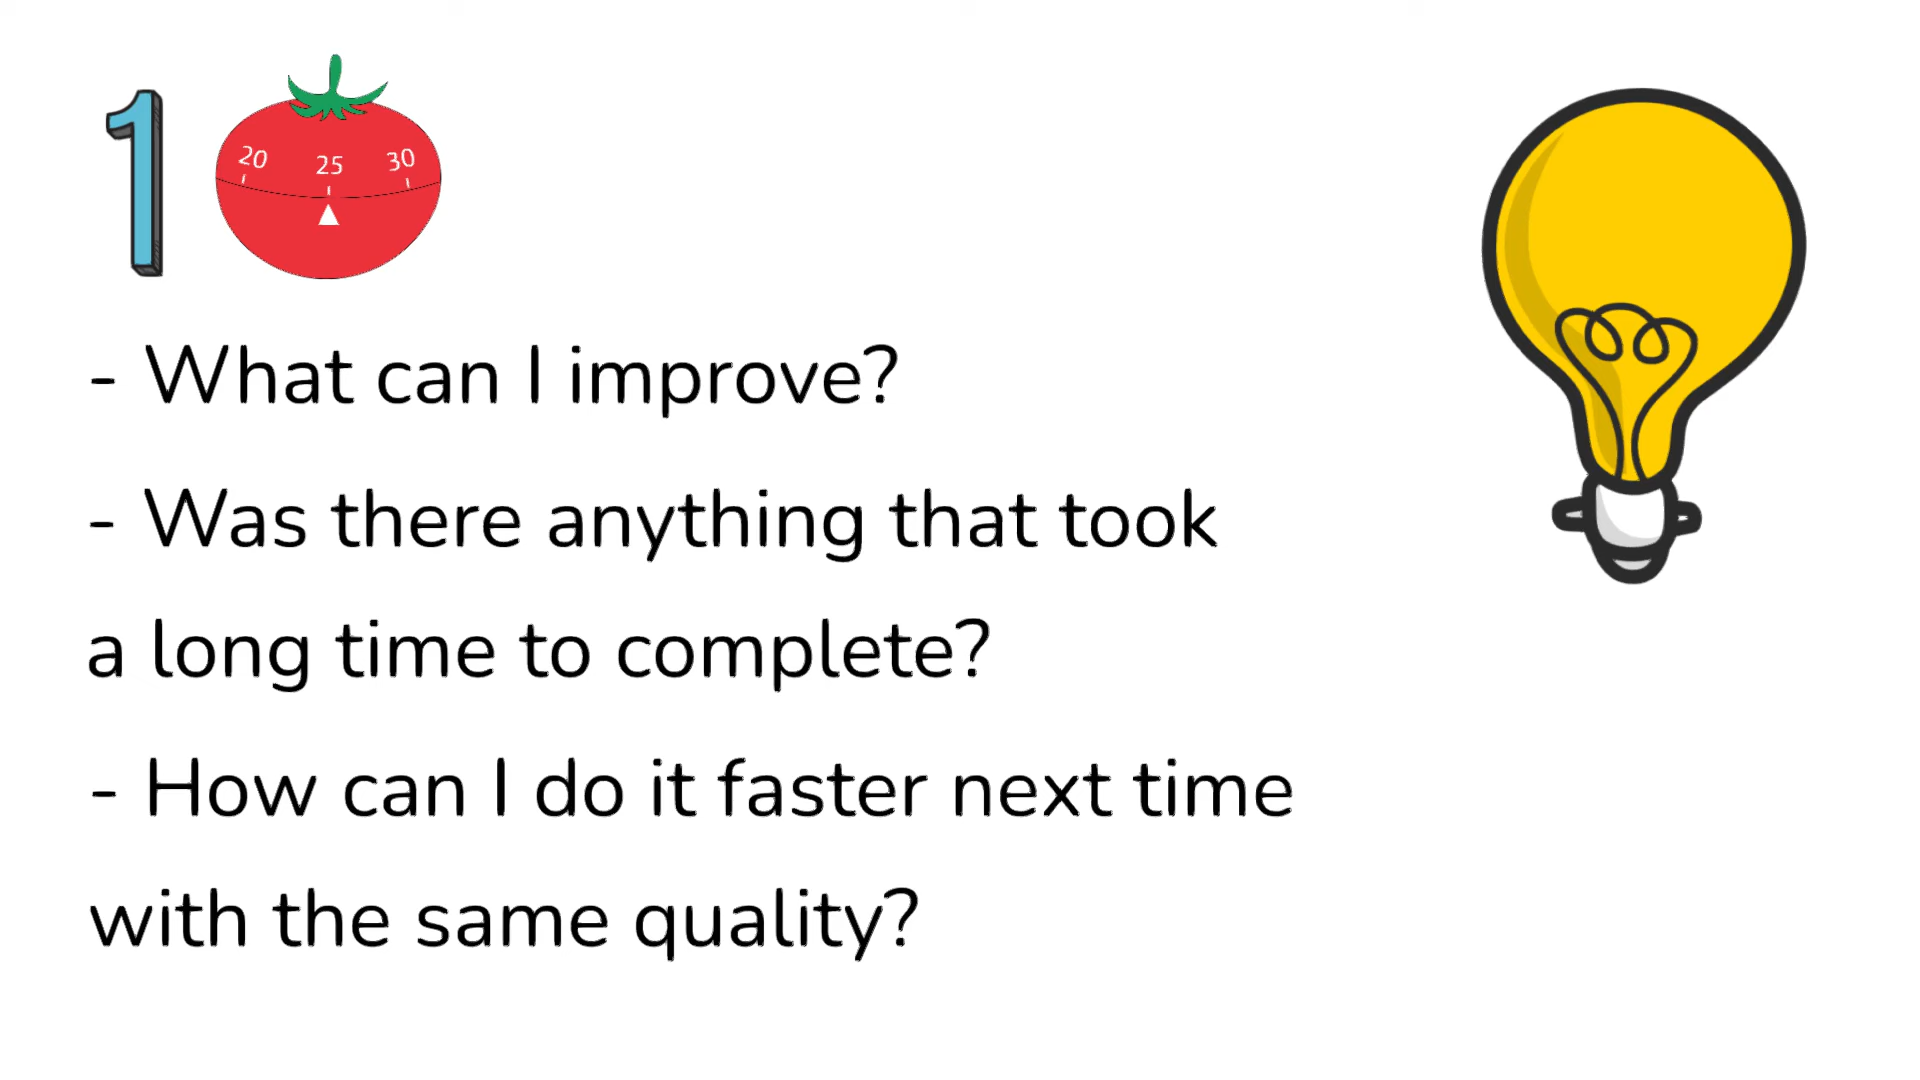 1
20 25 30
- What can I improve?
- Was there anything that took
a long time to complete?
- How can I do it faster next time
with the same quality?